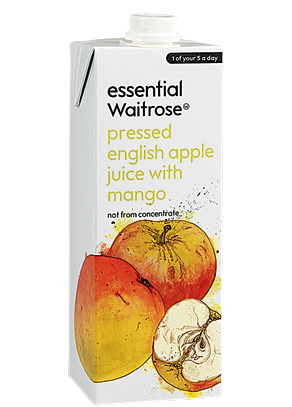 1 of your 5 a day
essential
Waitrose
pressed
english apple
juice with
mango
not from concentrate